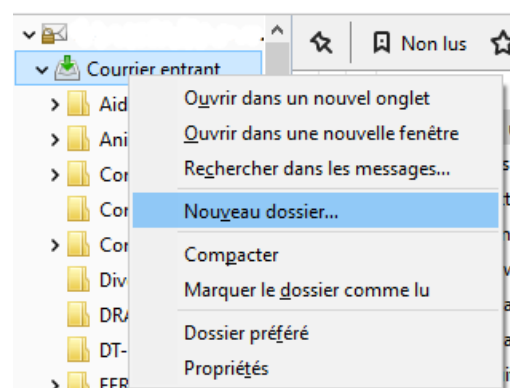 Non lus
Courrier entrant
Ouvrir dans un nouvel onglet
Ouvrir dans une nouvelle fenêtre
Rechercher dans les messages...
Nouveau dossier...
Compacter
Marquer le dossier comme lu
Dossier préféré
Propriétés
Aid
Ani
Cor
Cor
Cor
Div
DRA
DT-